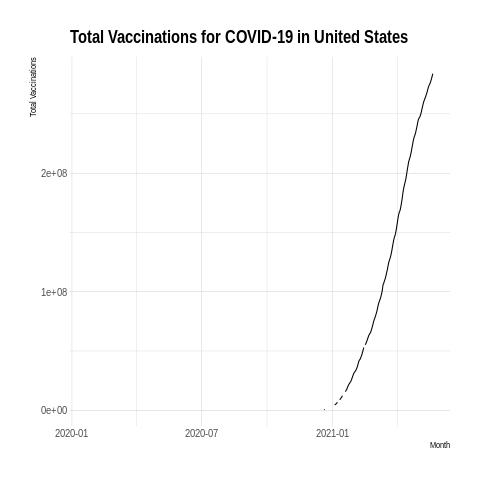 Total Vaccinations for COVID-19 in United States
Total Vaccinations
2e+08
1e+08
0e+00
2020-01 2020-07 2021-01
Month